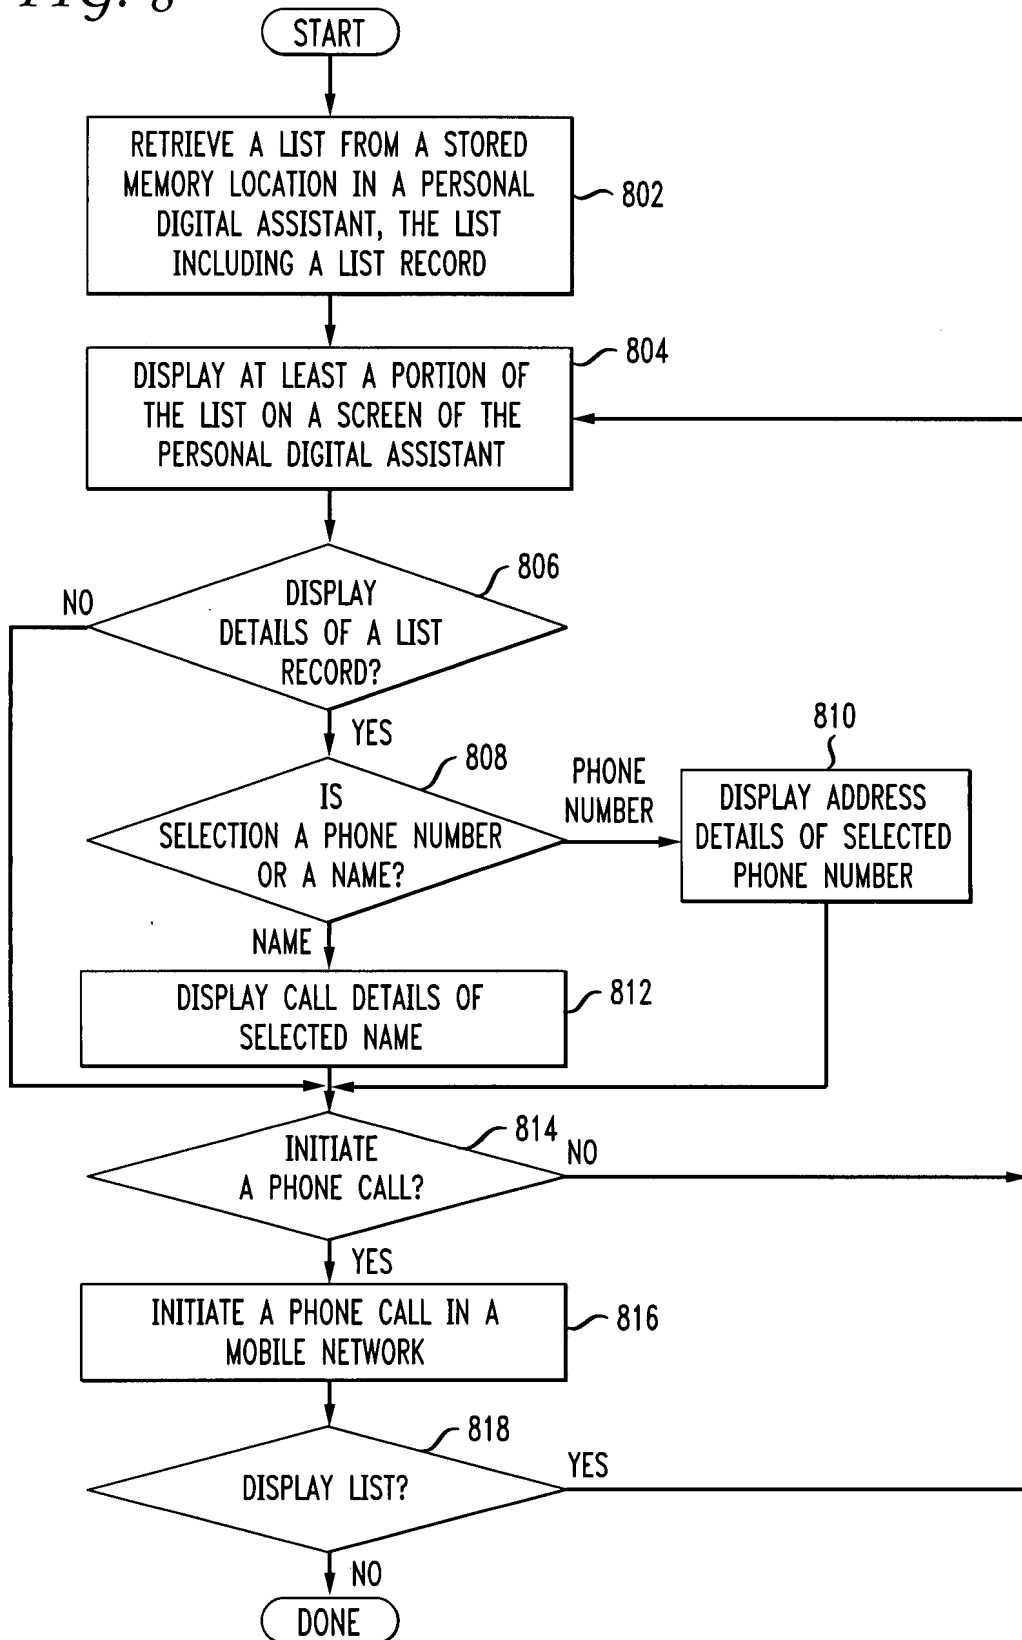 FIG. 8
START
RETRIEVE A LIST FROM A STORED
MEMORY LOCATION IN A PERSONAL
DIGITAL ASSISTANT, THE LIST
INCLUDING A LIST RECORD
802
DISPLAY AT LEAST A PORTION OF
THE LIST ON A SCREEN OF THE
PERSONAL DIGITAL ASSISTANT
804
DISPLAY
DETAILS OF A LIST
RECORD?
806
NO
YES
IS
SELECTION A PHONE NUMBER
OR A NAME?
808
PHONE
NUMBER
810
DISPLAY ADDRESS
DETAILS OF SELECTED
PHONE NUMBER
NAME
DISPLAY CALL DETAILS OF
SELECTED NAME
812
INITIATE
A PHONE CALL?
814
NO
YES
INITIATE A PHONE CALL IN A
MOBILE NETWORK
816
DISPLAY LIST?
818
YES
NO
DONE